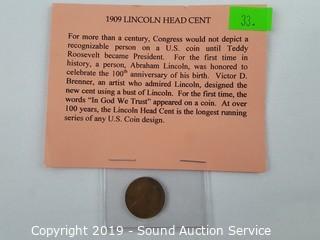 1909 LINCOLN HEAD CENT
33.
For more than a century, Congress would not depict a
recognizable person on a U.S. coin until Teddy
Roosevelt became President. For the first time in
history, a person, Abraham Lincoln, was honored to
celebrate the 100th anniversary of his birth. Victor D.
Brenner, an artist who admired Lincoln, designed the
new cent using a bust of Lincoln. For the first time, the
words "In God We Trust" appeared on a coin. At over
100 years, the Lincoln Head Cent is the longest running
series of any U.S. Coin design.
Copyright 2019 - Sound Auction Service